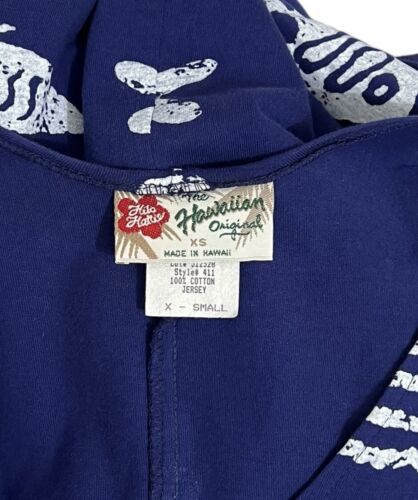 Hilo
Hattie
The
Hawaiian
Original
XS
MADE IN HAWAII
Style# 411
100% COTTON
JERSEY
X - SMALL